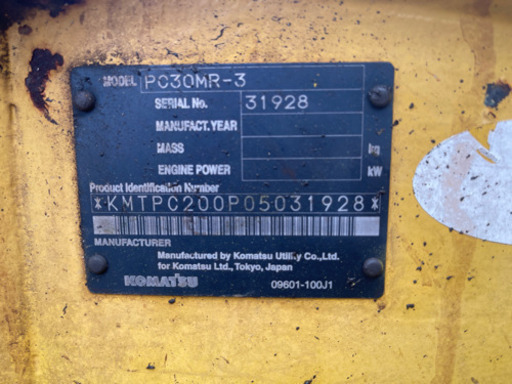 MODEL PC30MR-3
SERIAL No. 31928
MANUFACT.YEAR
MASS kg
ENGINE POWER kW
Product Identification Number
*KMTPC200P05031928*
MANUFACTURER
Manufactured by Komatsu Utility Co.,Ltd.
for Komatsu Ltd., Tokyo, Japan
KOMATSU 09601-100J1